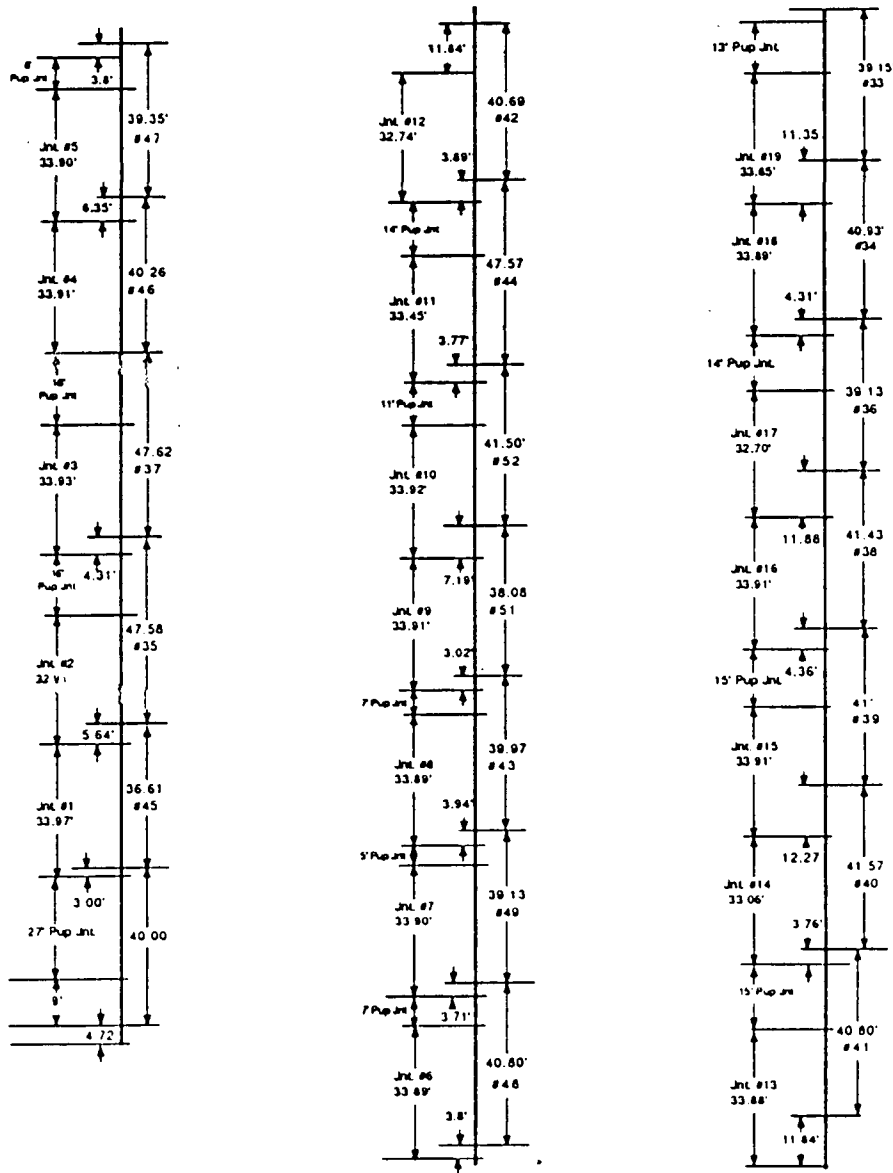 8'
Pup Jnt
3.8'
39.35'
#47
Jnt. #5
33.90'
6.35'
Jnt. #4
33.91'
40.26
#46
Pup Jnt.
Jnt. #3
33.93'
47.62
#37
4.31'
16'
Pup Jnt
47.58
#35
Jnt. #2
5.64'
Jnt. #1
33.97'
36.61
#45
3.00'
27' Pup Jnt.
40.00
4.72
11.84'
40.69
#42
Jnt. #12
32.74'
3.89'
14' Pup Jnt
47.57
#44
Jnt. #11
33.45'
3.77'
11' Pup Jnt
41.50'
#52
Jnt. #10
33.92'
7.19'
38.08
#51
Jnt. #9
33.91'
3.02'
7' Pup Jnt
39.97
#43
Jnt. #8
33.89'
3.94'
5' Pup Jnt
39.13
#49
Jnt. #7
33.90'
3.71'
7' Pup Jnt
40.80'
#48
Jnt. #6
33.89'
3.8'
13' Pup Jnt.
39.15
#33
11.35
Jnt. #19
33.85'
40.93'
#34
Jnt. #18
33.89'
4.31'
14' Pup Jnt.
39.13
#36
Jnt. #17
32.70'
11.88
41.43
#38
Jnt. #16
33.91'
4.36'
15' Pup Jnt.
41'
#39
Jnt. #15
33.91'
12.27
41.57
#40
Jnt. #14
33.06'
3.76'
15' Pup Jnt
40.80'
#41
Jnt. #13
33.88'
11.84'